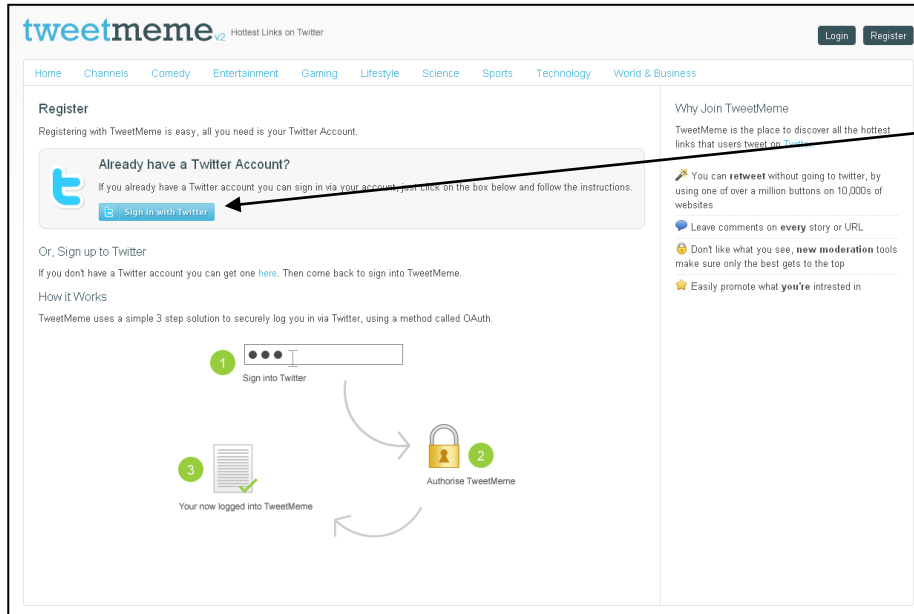 tweetmeme v2 Hottest Links on Twitter
Login Register
Home Channels Comedy Entertainment Gaming Lifestyle Science Sports Technology World & Business
Register
Registering with TweetMeme is easy, all you need is your Twitter Account.
Already have a Twitter Account?
If you already have a Twitter account you can sign in via your account, just click on the box below and follow the instructions.
Sign in with Twitter
Or, Sign up to Twitter
If you don't have a Twitter account you can get one here. Then come back to sign into TweetMeme.
How it Works
TweetMeme uses a simple 3 step solution to securely log you in via Twitter, using a method called OAuth.
1
Sign into Twitter
2
Authorise TweetMeme
3
Your now logged into TweetMeme
Why Join TweetMeme
TweetMeme is the place to discover all the hottest
links that users tweet on Twitter
You can retweet without going to twitter, by
using one of over a million buttons on 10,000s of
websites
Leave comments on every story or URL
Don't like what you see, new moderation tools
make sure only the best gets to the top
Easily promote what you're intrested in